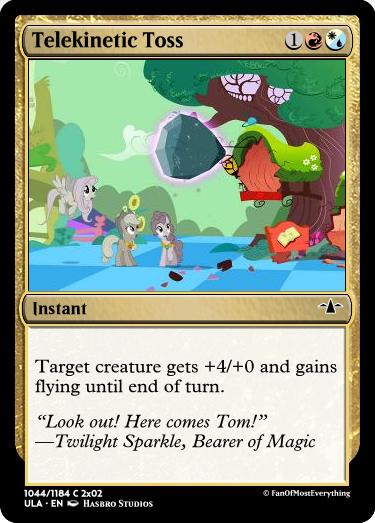 Telekinetic Toss 1
Instant
Target creature gets +4/+0 and gains
flying until end of turn.
“Look out! Here comes Tom!”
—Twilight Sparkle, Bearer of Magic
1044/1184 C 2x02
ULA • EN Hasbro Studios © FanOfMostEverything